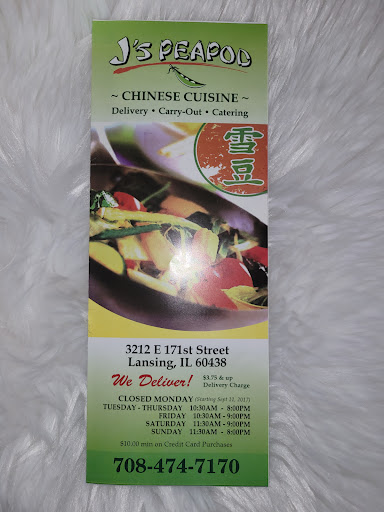 J'S PEAPOD
~ CHINESE CUISINE ~
Delivery • Carry-Out • Catering
雪
豆
3212 E 171st Street
Lansing, IL 60438
We Deliver!
$3.75 & up
Delivery Charge
CLOSED MONDAY (Starting Sept 11, 2017)
TUESDAY - THURSDAY 10:30AM - 8:00PM
FRIDAY 10:30AM - 9:00PM
SATURDAY 11:30AM - 9:00PM
SUNDAY 11:30AM - 8:00PM
$10.00 min on Credit Card Purchases
708-474-7170